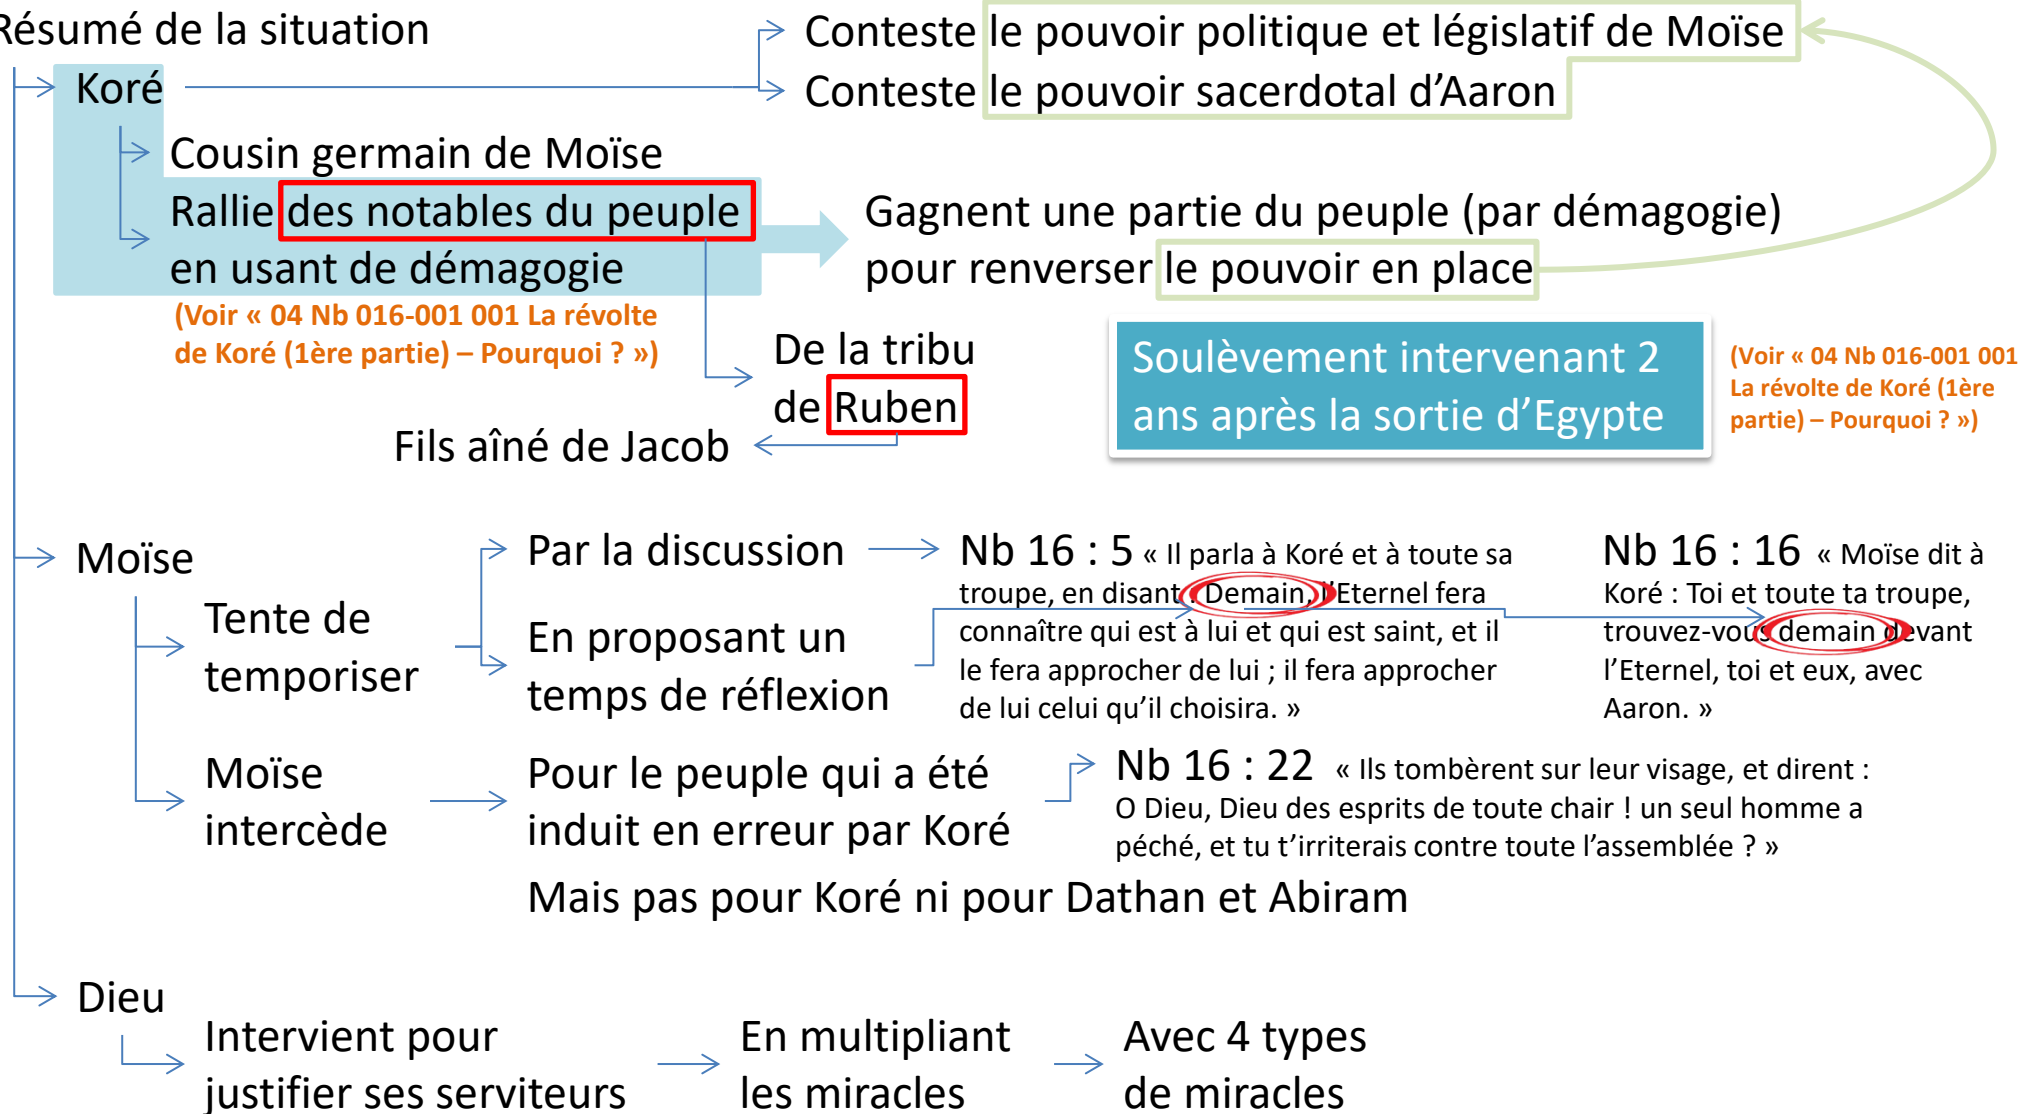 Résumé de la situation
Koré
Conteste le pouvoir politique et législatif de Moïse
Conteste le pouvoir sacerdotal d’Aaron
Cousin germain de Moïse
Rallie des notables du peuple
en usant de démagogie
(Voir « 04 Nb 016-001 001 La révolte
de Koré (1ère partie) – Pourquoi ? »)
Gagnent une partie du peuple (par démagogie)
pour renverser le pouvoir en place
De la tribu
de Ruben
Fils aîné de Jacob
Soulèvement intervenant 2
ans après la sortie d’Egypte
(Voir « 04 Nb 016-001 001
La révolte de Koré (1ère
partie) – Pourquoi ? »)
Moïse
Tente de
temporiser
Par la discussion
En proposant un
temps de réflexion
Nb 16 : 5 « Il parla à Koré et à toute sa
troupe, en disant : Demain, l’Eternel fera
connaître qui est à lui et qui est saint, et il
le fera approcher de lui ; il fera approcher
de lui celui qu’il choisira. »
Nb 16 : 16 « Moïse dit à
Koré : Toi et toute ta troupe,
trouvez-vous demain devant
l’Eternel, toi et eux, avec
Aaron. »
Moïse
intercède
Pour le peuple qui a été
induit en erreur par Koré
Nb 16 : 22 « Ils tombèrent sur leur visage, et dirent :
O Dieu, Dieu des esprits de toute chair ! un seul homme a
péché, et tu t’irriterais contre toute l’assemblée ? »
Mais pas pour Koré ni pour Dathan et Abiram
Dieu
Intervient pour
justifier ses serviteurs
En multipliant
les miracles
Avec 4 types
de miracles